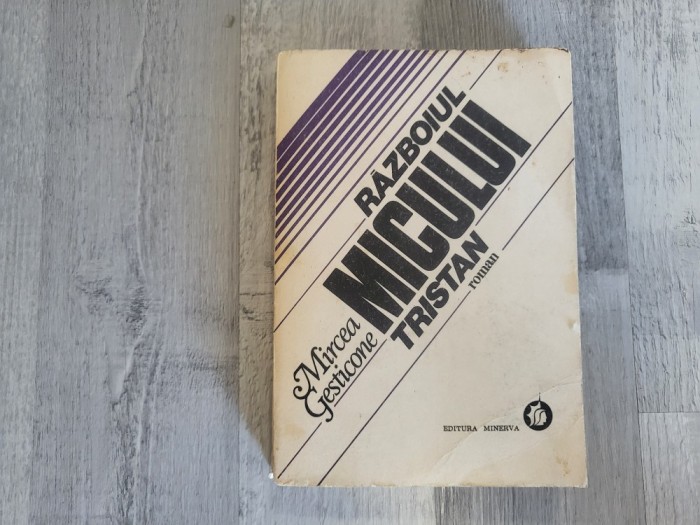 Mircea
Gesticone
RĂZBOIUL
MICULUI
TRISTAN
roman
EDITURA MINERVA